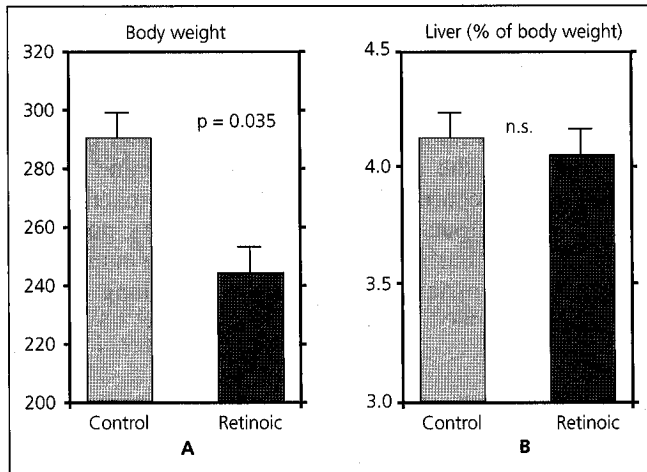 Body weight
320
300
280
260
240
220
200
p = 0.035
Control Retinoic
A
Liver (% of body weight)
4.5
4.0
3.5
3.0
n.s.
Control Retinoic
B